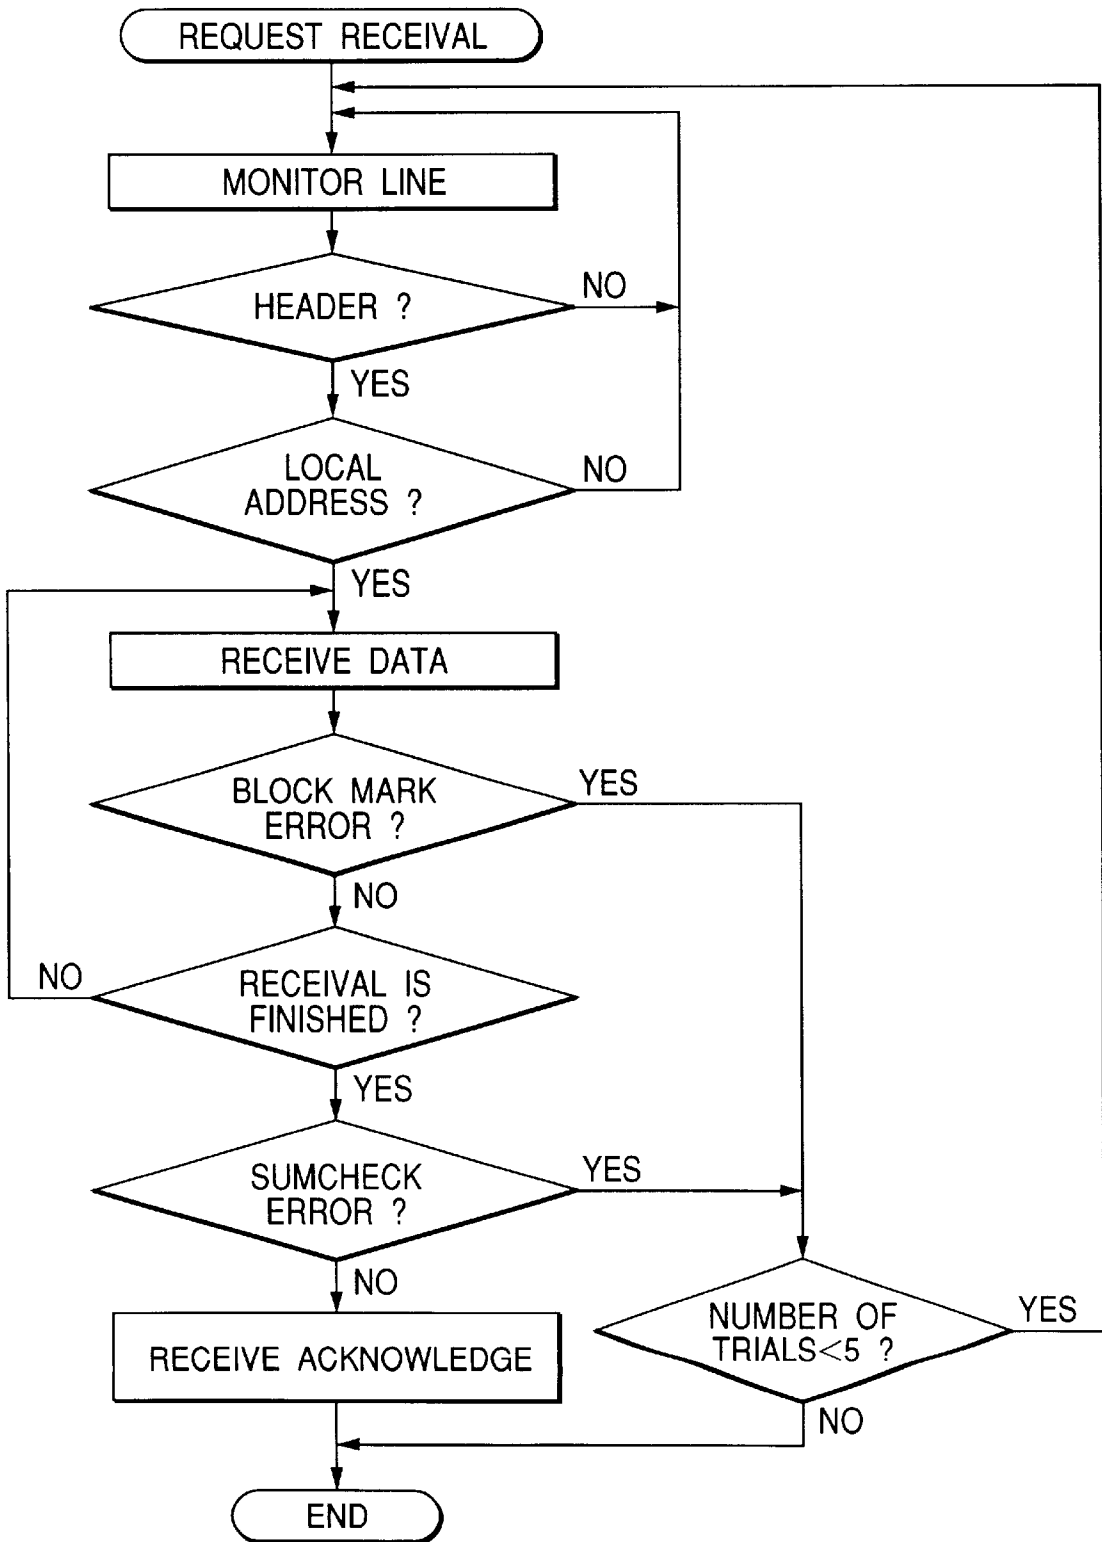 REQUEST RECEIVAL
MONITOR LINE
HEADER ?
NO
YES
LOCAL
ADDRESS ?
NO
YES
RECEIVE DATA
BLOCK MARK
ERROR ?
YES
NO
RECEIVAL IS
FINISHED ?
NO
YES
SUMCHECK
ERROR ?
YES
NO
NUMBER OF
TRIALS<5 ?
YES
NO
RECEIVE ACKNOWLEDGE
END